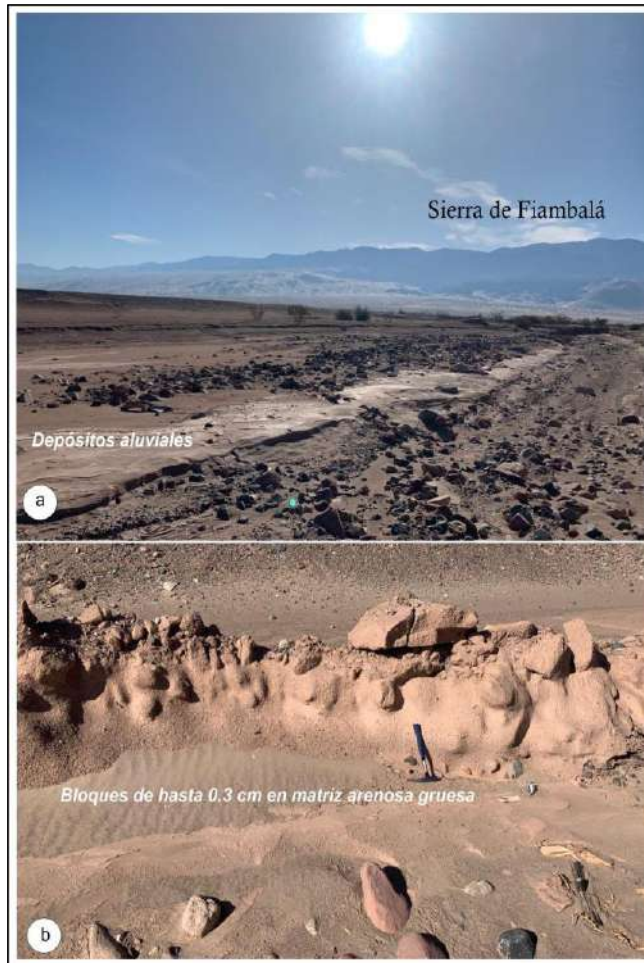 Sierra de Fiambalá
Depósitos aluviales
a
Bloques de hasta 0.3 cm en matriz arenosa gruesa
b